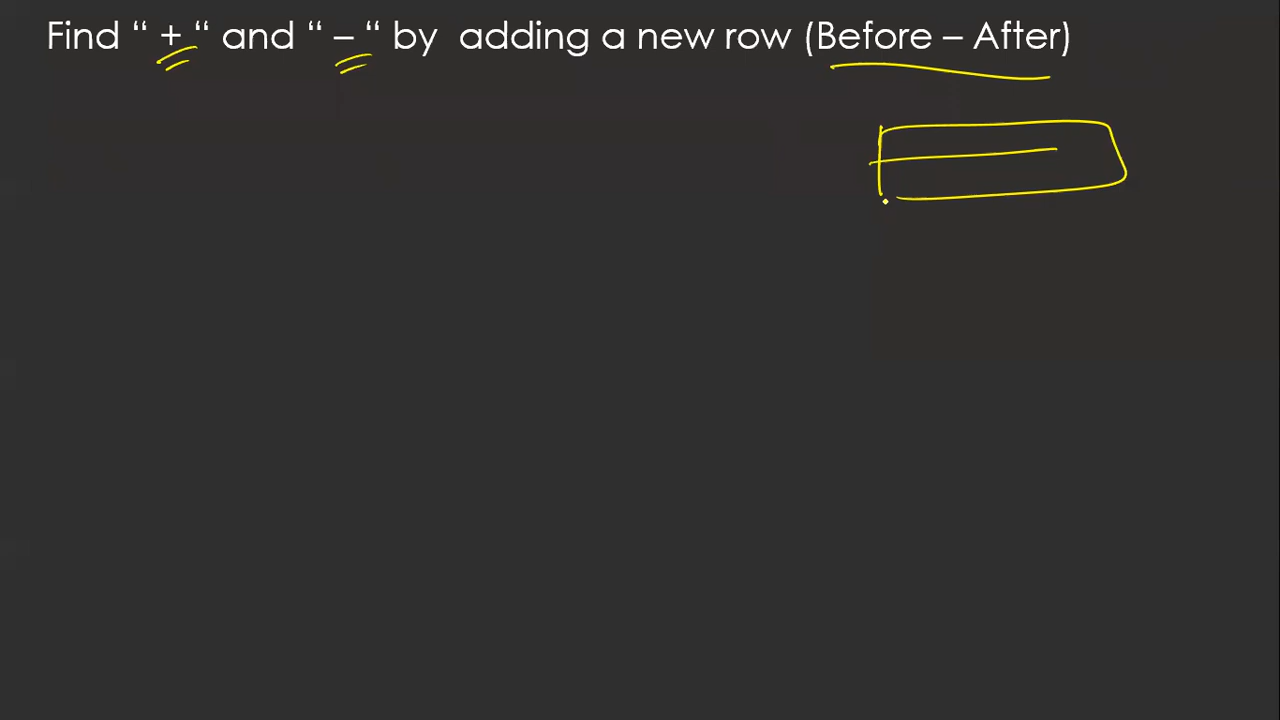 Find “ + “ and “ – “ by  adding a new row (Before – After)